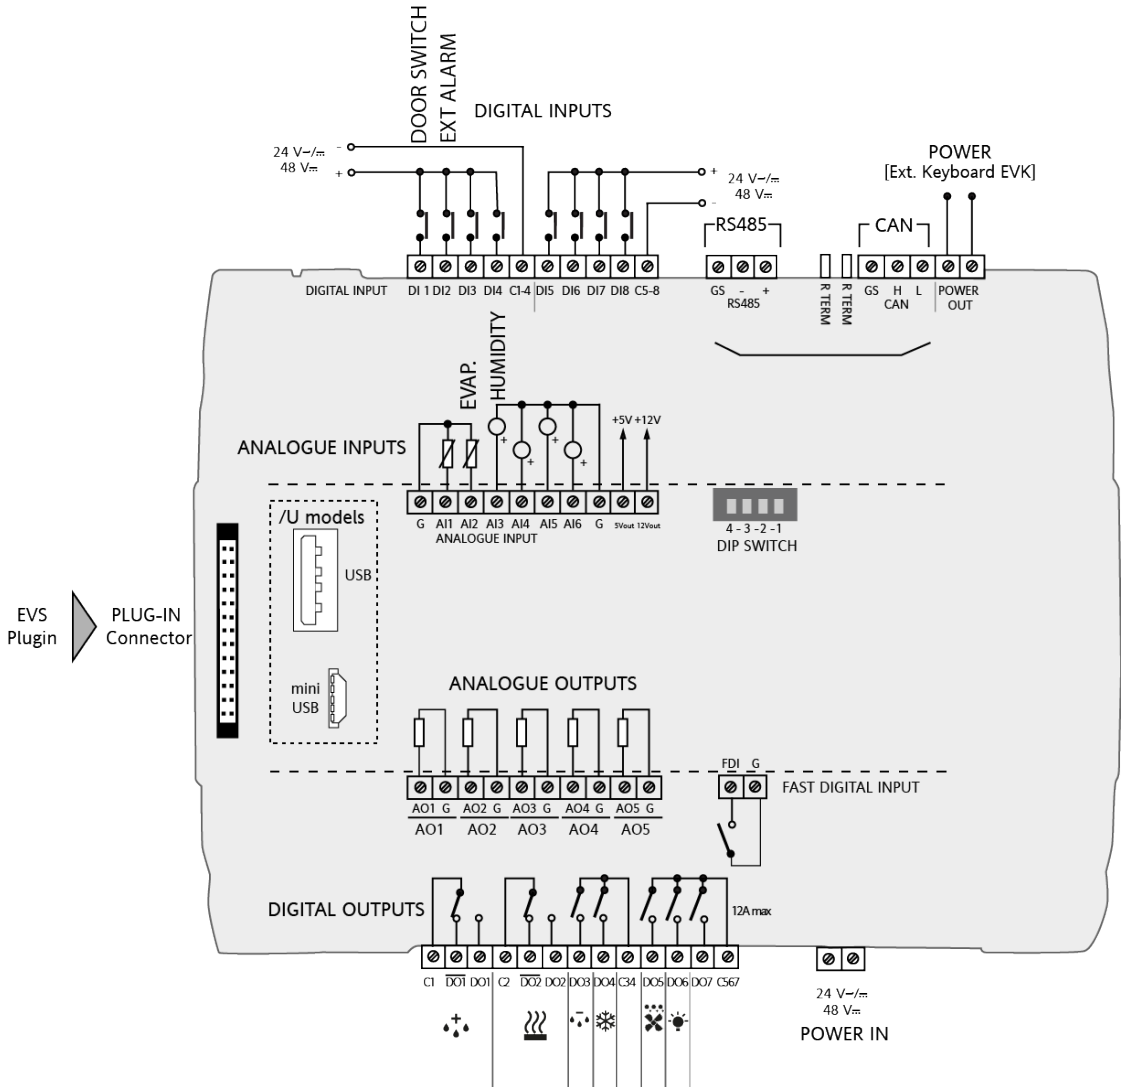 DOOR SWITCH
EXT ALARM
DIGITAL INPUTS
24 V~/⎓
48 V⎓
-
+
+
-
24 V~/⎓
48 V⎓
POWER
[Ext. Keyboard EVK]
RS485
CAN
DIGITAL INPUT
DI 1 DI2 DI3 DI4 C1-4 DI5 DI6 DI7 DI8 C5-8
GS - +
RS485
R TERM
R TERM
GS H L
CAN
POWER
OUT
EVAP.
HUMIDITY
ANALOGUE INPUTS
+ + + +
+5V +12V
G AI1 AI2 AI3 AI4 AI5 AI6 G 5Vout 12Vout
ANALOGUE INPUT
4 - 3 - 2 - 1
DIP SWITCH
/U models
USB
mini
USB
EVS
Plugin
PLUG-IN
Connector
ANALOGUE OUTPUTS
AO1 G AO2 G AO3 G AO4 G AO5 G
AO1 AO2 AO3 AO4 AO5
FDI G
FAST DIGITAL INPUT
DIGITAL OUTPUTS
12A max
C1 DO1 DO1 C2 DO2 DO2 DO3 DO4 C34 DO5 DO6 DO7 C567
24 V~/⎓
48 V⎓
POWER IN